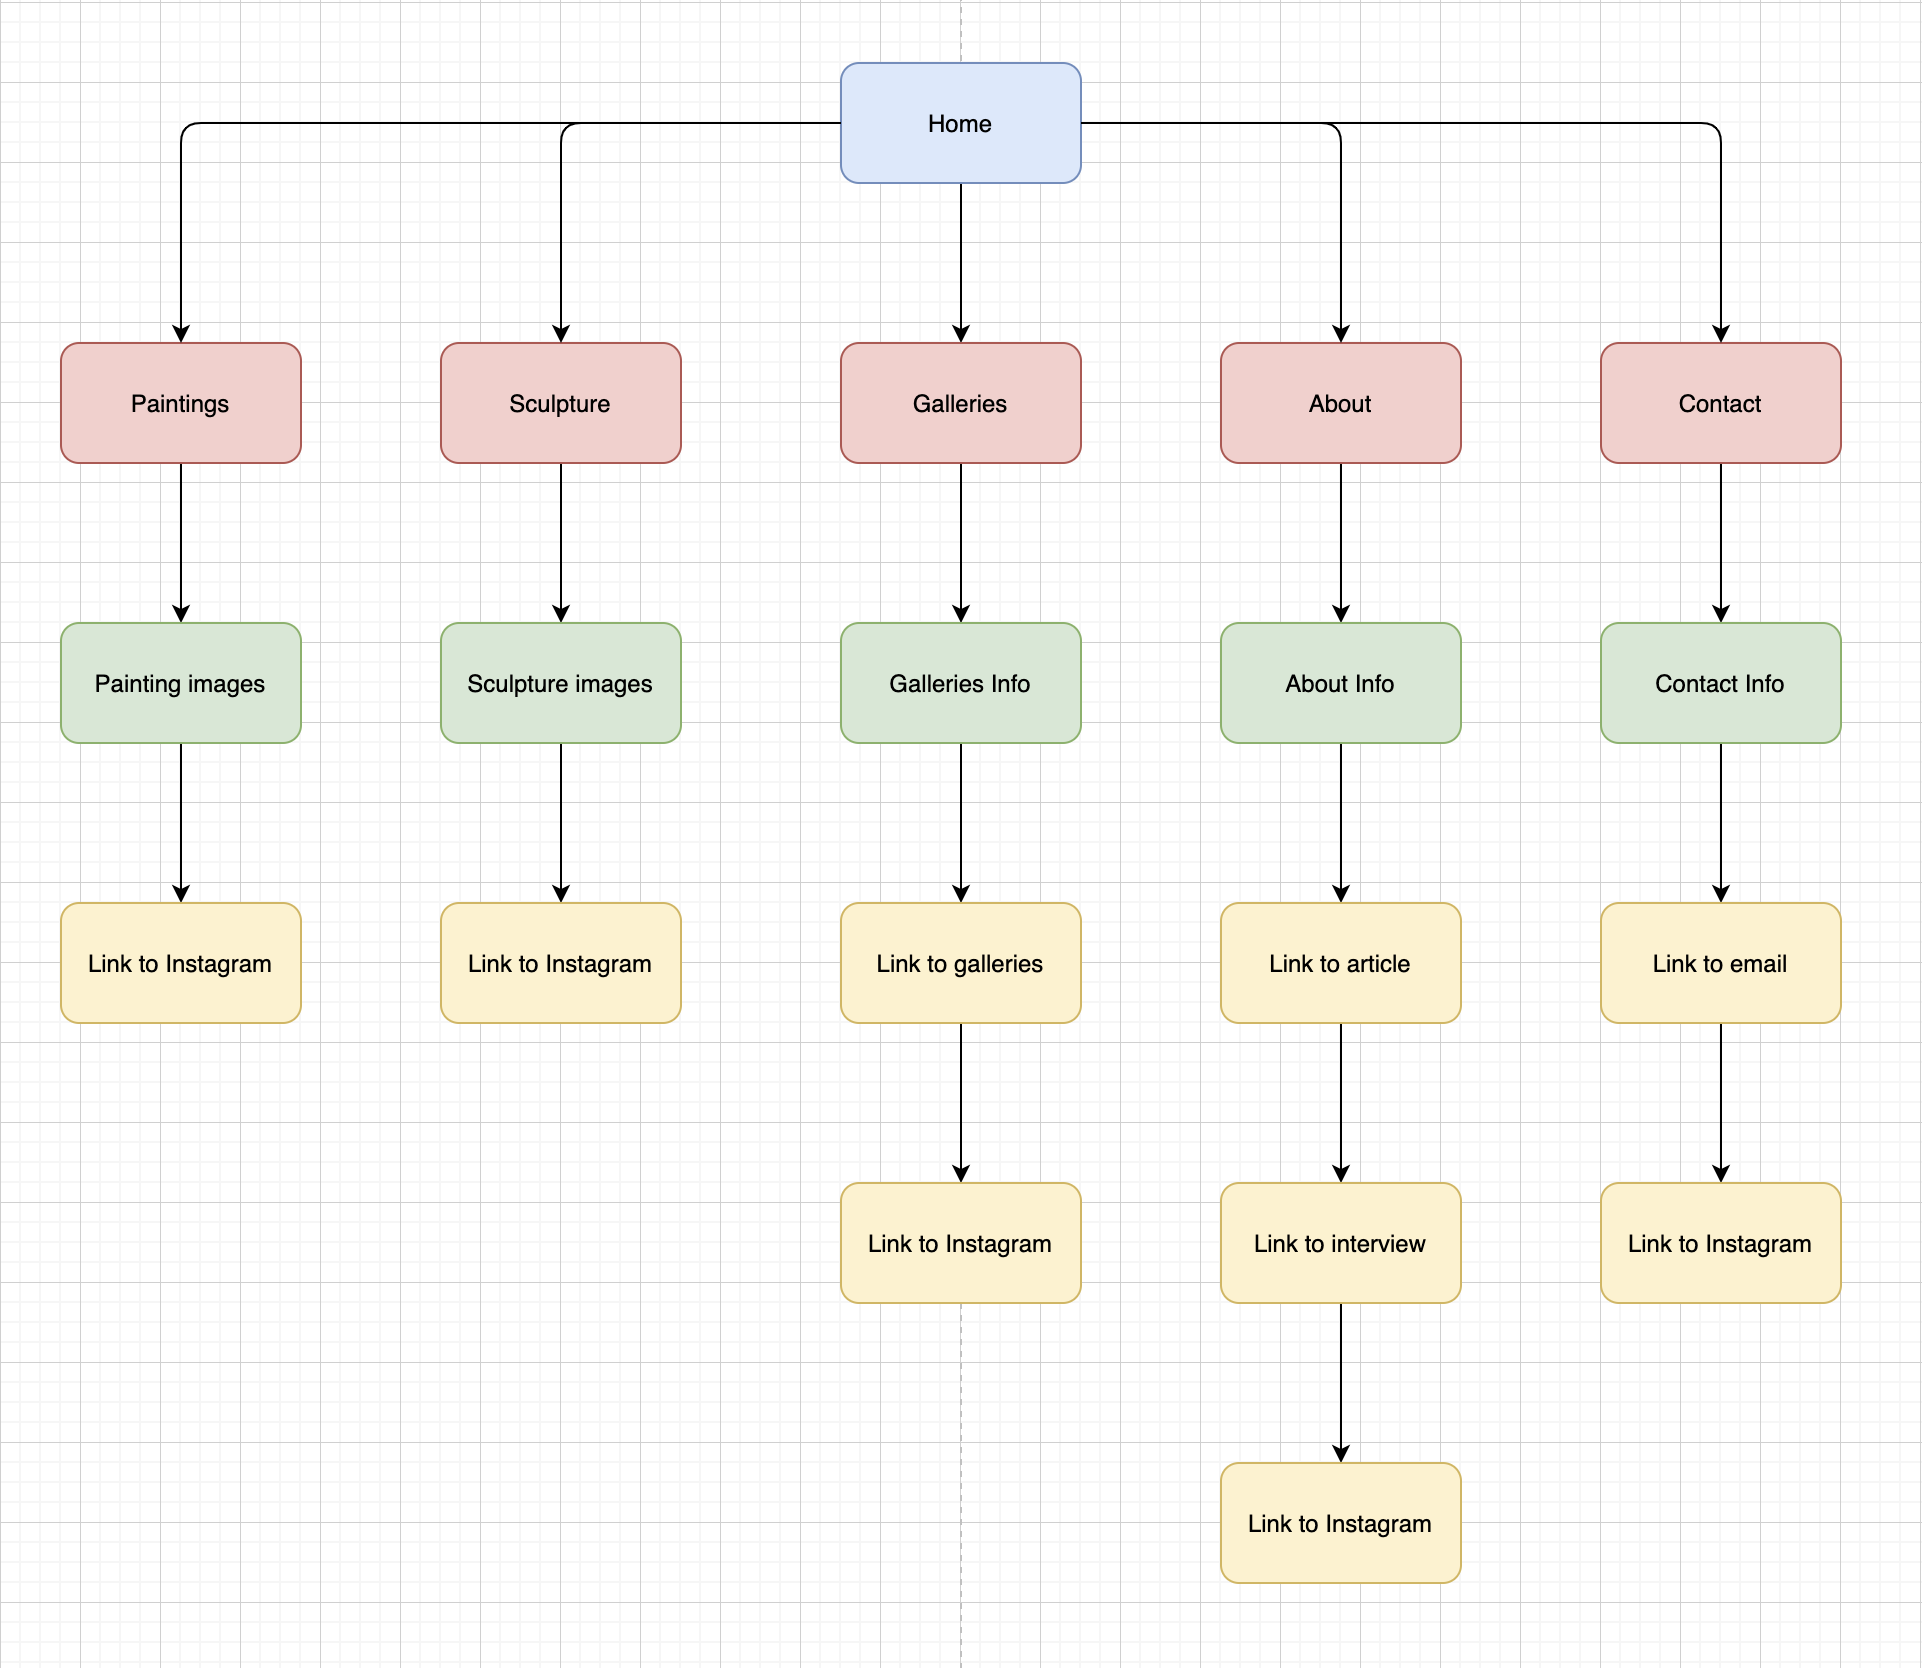 Home
Paintings
Sculpture
Galleries
About
Contact
Painting images
Sculpture images
Galleries Info
About Info
Contact Info
Link to Instagram
Link to Instagram
Link to galleries
Link to article
Link to email
Link to Instagram
Link to interview
Link to Instagram
Link to Instagram